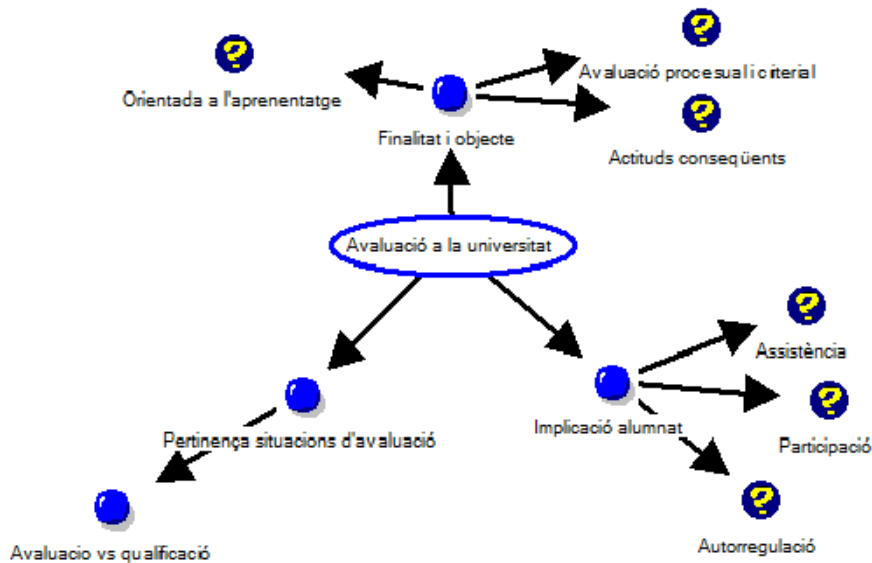 Avaluació procesual i criterial
Orientada a l'aprenentatge
Finalitat i objecte
Actituds conseqüents
Avaluació a la universitat
Assistència
Implicació alumnat
Pertinença situacions d'avaluació
Participació
Autorregulació
Avaluacio vs qualificació